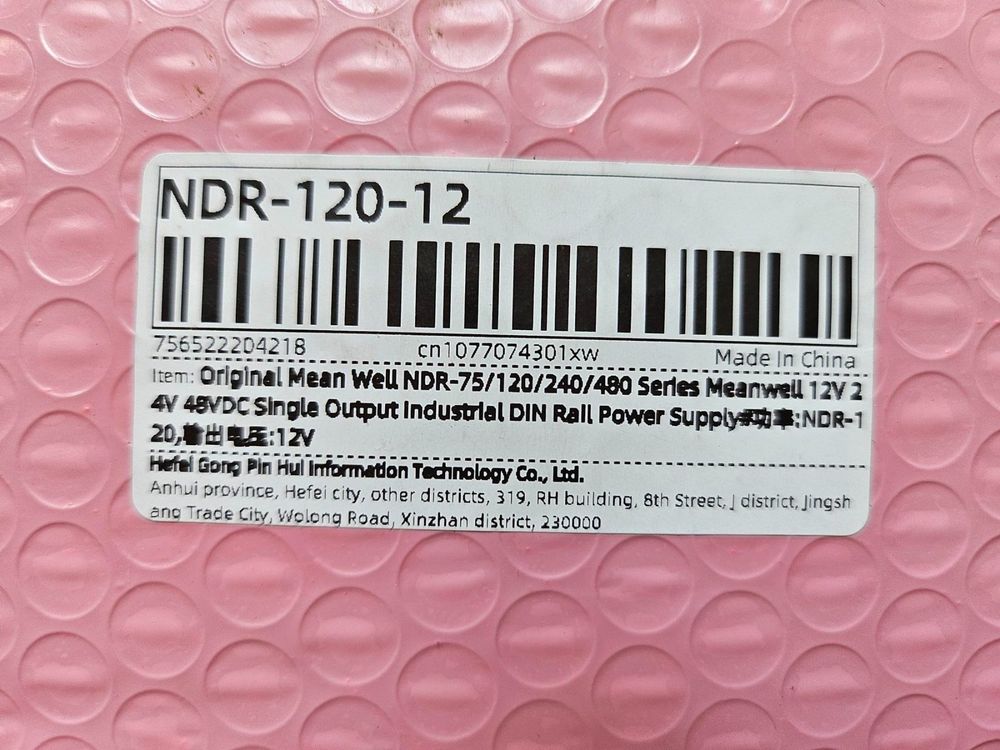 NDR-120-12
756522204218 cn1077074301xw Made In China
Item: Original Mean Well NDR-75/120/240/480 Series Meanwell 12V 2
4V 48VDC Single Output Industrial DIN Rail Power Supply功率:NDR-1
20,输出电压:12V
Hefei Gong Pin Hui Information Technology Co., Ltd.
Anhui province, Hefei city, other districts, 319, RH building, 8th Street, J district, Jingsh
ang Trade City, Wolong Road, Xinzhan district, 230000